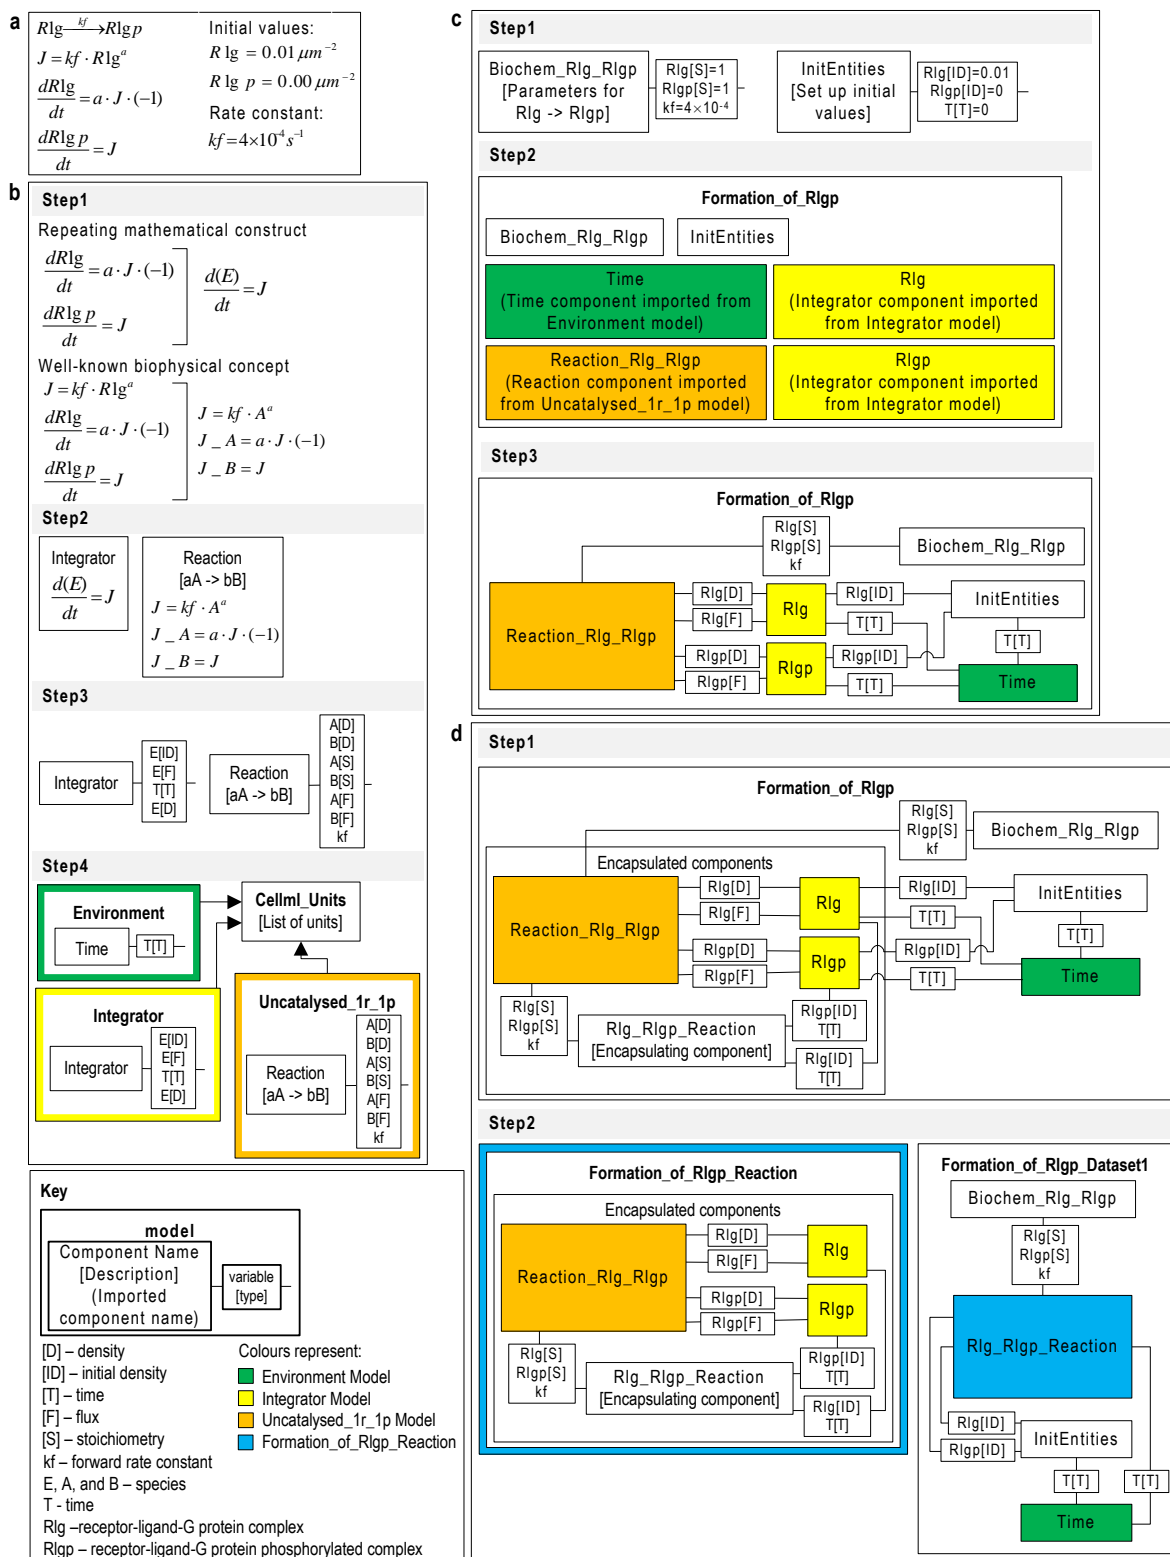 a
Rlg —kf→ Rlg p
J = kf · Rlg^a
dRlg/dt = a · J · (−1)
dRlg p/dt = J
Initial values:
R lg = 0.01 μm^−2
R lg p = 0.00 μm^−2
Rate constant:
kf = 4×10^-4 s^−1
b
Step1
Repeating mathematical construct
dRlg/dt = a · J · (−1)
dRlg p/dt = J
d(E)/dt = J
Well-known biophysical concept
J = kf · Rlg^a
dRlg/dt = a · J · (−1)
dRlg p/dt = J
J = kf · A^a
J _ A = a · J · (−1)
J _ B = J
Step2
Integrator
d(E)/dt = J
Reaction
[aA -> bB]
J = kf · A^a
J _ A = a · J · (−1)
J _ B = J
Step3
Integrator
E[ID]
E[F]
T[T]
E[D]
Reaction
[aA -> bB]
A[D]
B[D]
A[S]
B[S]
A[F]
B[F]
kf
Step4
Environment
Time
T[T]
Cellml_Units
[List of units]
Integrator
Integrator
E[ID]
E[F]
T[T]
E[D]
Uncatalysed_1r_1p
Reaction
[aA -> bB]
A[D]
B[D]
A[S]
B[S]
A[F]
B[F]
kf
Key
model
Component Name
[Description]
(Imported
component name)
variable
[type]
[D] – density
[ID] – initial density
[T] – time
[F] – flux
[S] – stoichiometry
kf – forward rate constant
E, A, and B – species
T - time
Rlg –receptor-ligand-G protein complex
Rlgp – receptor-ligand-G protein phosphorylated complex
Colours represent:
Environment Model
Integrator Model
Uncatalysed_1r_1p Model
Formation_of_Rlgp_Reaction
c
Step1
Biochem_Rlg_Rlgp
[Parameters for
Rlg -> Rlgp]
Rlg[S]=1
Rlgp[S]=1
kf=4×10^-4
InitEntities
[Set up initial
values]
Rlg[ID]=0.01
Rlgp[ID]=0
T[T]=0
Step2
Formation_of_Rlgp
Biochem_Rlg_Rlgp
InitEntities
Time
(Time component imported from
Environment model)
Rlg
(Integrator component imported
from Integrator model)
Reaction_Rlg_Rlgp
(Reaction component imported
from Uncatalysed_1r_1p model)
Rlgp
(Integrator component imported
from Integrator model)
Step3
Formation_of_Rlgp
Rlg[S]
Rlgp[S]
kf
Biochem_Rlg_Rlgp
Reaction_Rlg_Rlgp
Rlg[D]
Rlg[F]
Rlg
Rlg[ID]
T[T]
InitEntities
T[T]
Rlgp[D]
Rlgp[F]
Rlgp
Rlgp[ID]
T[T]
Time
d
Step1
Formation_of_Rlgp
Rlg[S]
Rlgp[S]
kf
Biochem_Rlg_Rlgp
Encapsulated components
Reaction_Rlg_Rlgp
Rlg[D]
Rlg[F]
Rlg
Rlg[ID]
T[T]
InitEntities
T[T]
Rlgp[D]
Rlgp[F]
Rlgp
Rlgp[ID]
T[T]
Time
Rlg[S]
Rlgp[S]
kf
Rlg_Rlgp_Reaction
[Encapsulating component]
Rlgp[ID]
T[T]
Rlg[ID]
T[T]
Step2
Formation_of_Rlgp_Reaction
Encapsulated components
Reaction_Rlg_Rlgp
Rlg[D]
Rlg[F]
Rlg
Rlgp[D]
Rlgp[F]
Rlgp
Rlg[S]
Rlgp[S]
kf
Rlg_Rlgp_Reaction
[Encapsulating component]
Rlgp[ID]
T[T]
Rlg[ID]
T[T]
Formation_of_Rlgp_Dataset1
Biochem_Rlg_Rlgp
Rlg[S]
Rlgp[S]
kf
Rlg_Rlgp_Reaction
Rlg[ID]
Rlgp[ID]
InitEntities
T[T]
T[T]
Time